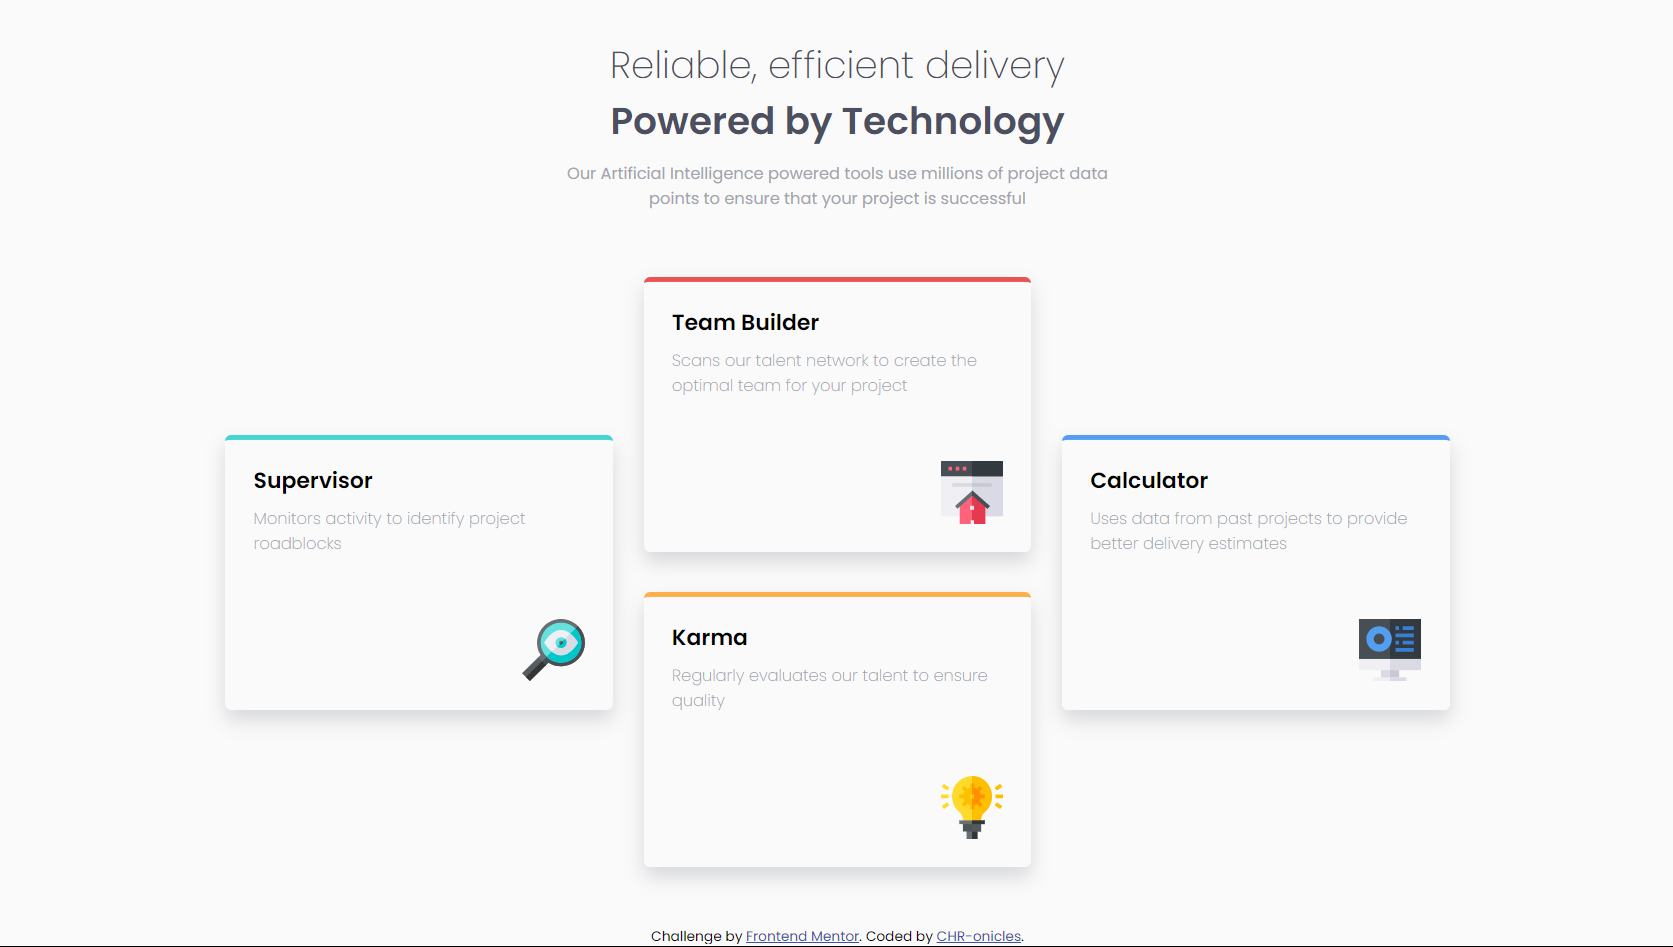 Reliable, efficient delivery
Powered by Technology
Our Artificial Intelligence powered tools use millions of project data
points to ensure that your project is successful
Supervisor
Monitors activity to identify project
roadblocks
Team Builder
Scans our talent network to create the
optimal team for your project
Karma
Regularly evaluates our talent to ensure
quality
Calculator
Uses data from past projects to provide
better delivery estimates
Challenge by Frontend Mentor. Coded by CHR-onicles.